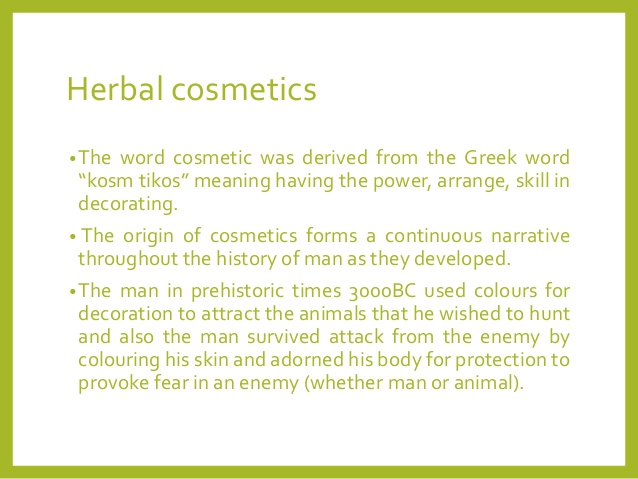 Herbal cosmetics
•The word cosmetic was derived from the Greek word
“kosm tikos” meaning having the power, arrange, skill in
decorating.
• The origin of cosmetics forms a continuous narrative
throughout the history of man as they developed.
•The man in prehistoric times 3000BC used colours for
decoration to attract the animals that he wished to hunt
and also the man survived attack from the enemy by
colouring his skin and adorned his body for protection to
provoke fear in an enemy (whether man or animal).